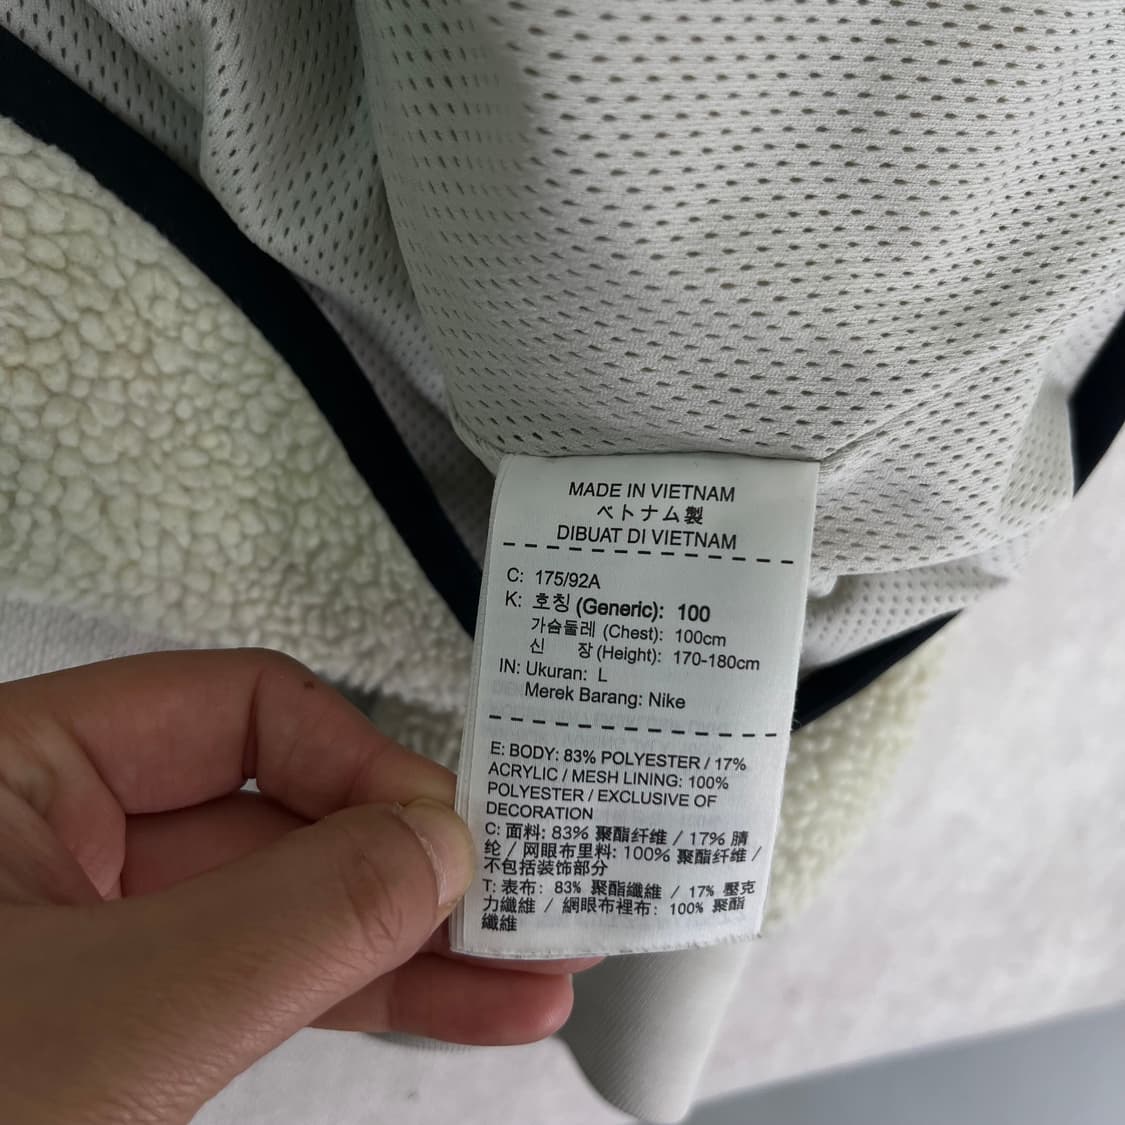 MADE IN VIETNAM
ベトナム製
DIBUAT DI VIETNAM
C: 175/92A
K: 호칭 (Generic): 100
가슴둘레 (Chest): 100cm
신 장 (Height): 170-180cm
IN: Ukuran: L
Merek Barang: Nike
E: BODY: 83% POLYESTER / 17%
ACRYLIC / MESH LINING: 100%
POLYESTER / EXCLUSIVE OF
DECORATION
C: 面料: 83% 聚酯纤维 / 17% 腈
纶 / 网眼布里料: 100% 聚酯纤维 /
不包括装饰部分
T: 表布: 83% 聚酯纖維 / 17% 壓克
力纖維 / 網眼布裡布: 100% 聚酯
纖維